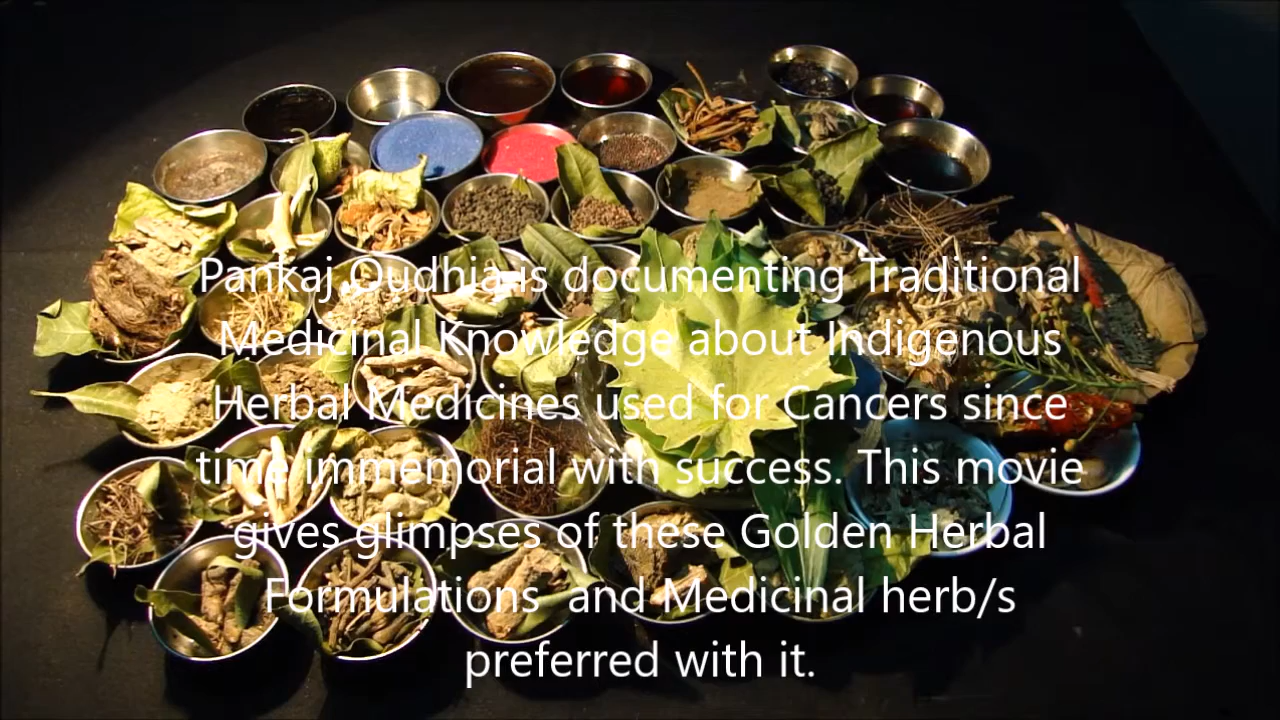 Pankaj Oudhia is documenting Traditional
Medicinal Knowledge about Indigenous
Herbal Medicines used for Cancers since
time immemorial with success. This movie
gives glimpses of these Golden Herbal
Formulations  and Medicinal herb/s
preferred with it.